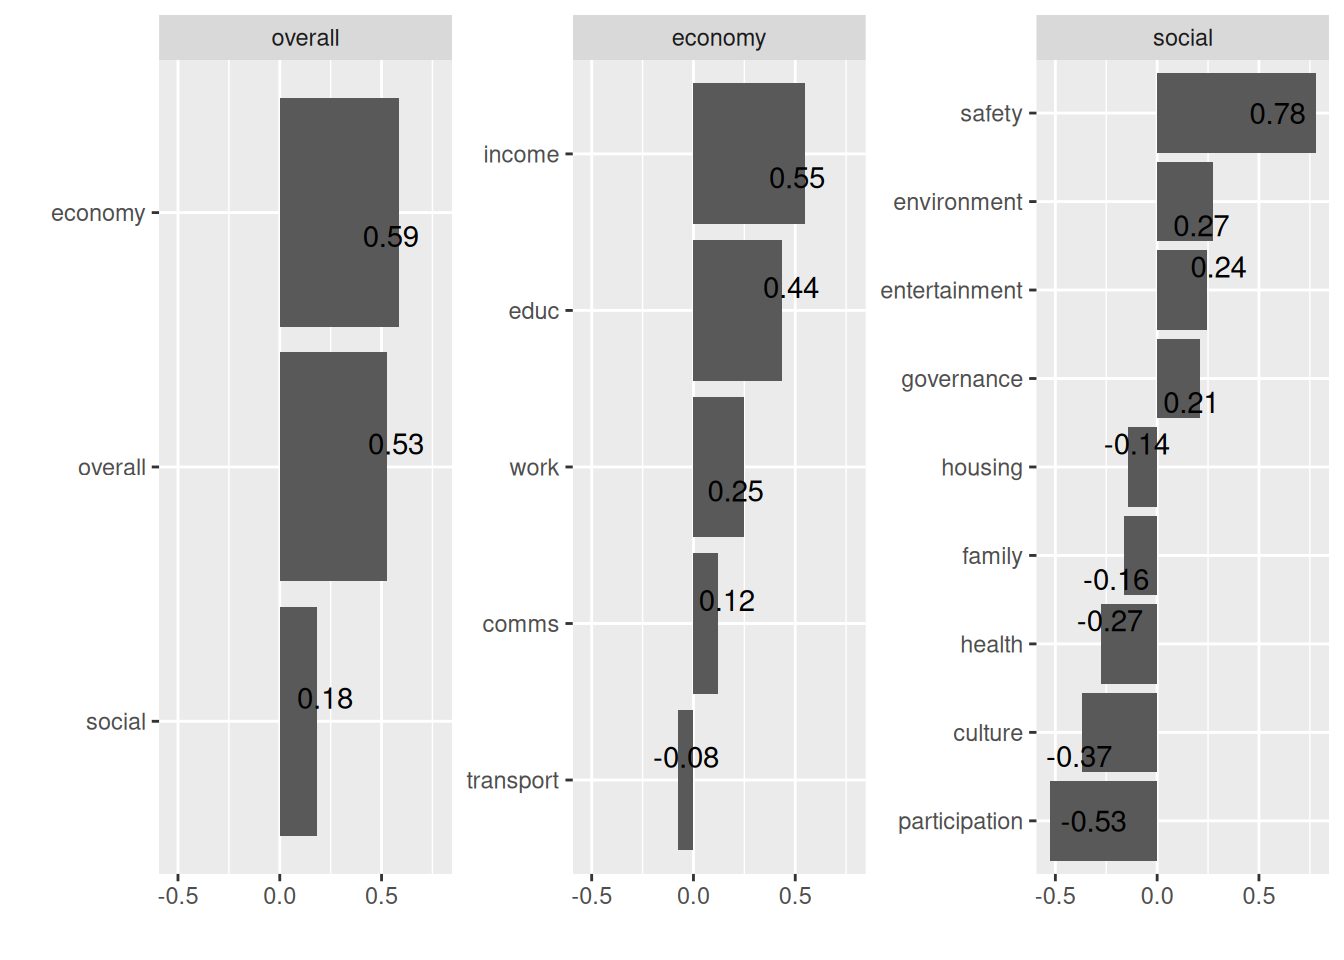 overall
economy
0.59
overall
0.53
social
0.18
-0.5 0.0 0.5
economy
income
0.55
educ
0.44
work
0.25
comms
0.12
transport
-0.08
-0.5 0.0 0.5
social
safety
0.78
environment
0.27
entertainment
0.24
governance
0.21
housing
-0.14
family
-0.16
health
-0.27
culture
-0.37
participation
-0.53
-0.5 0.0 0.5